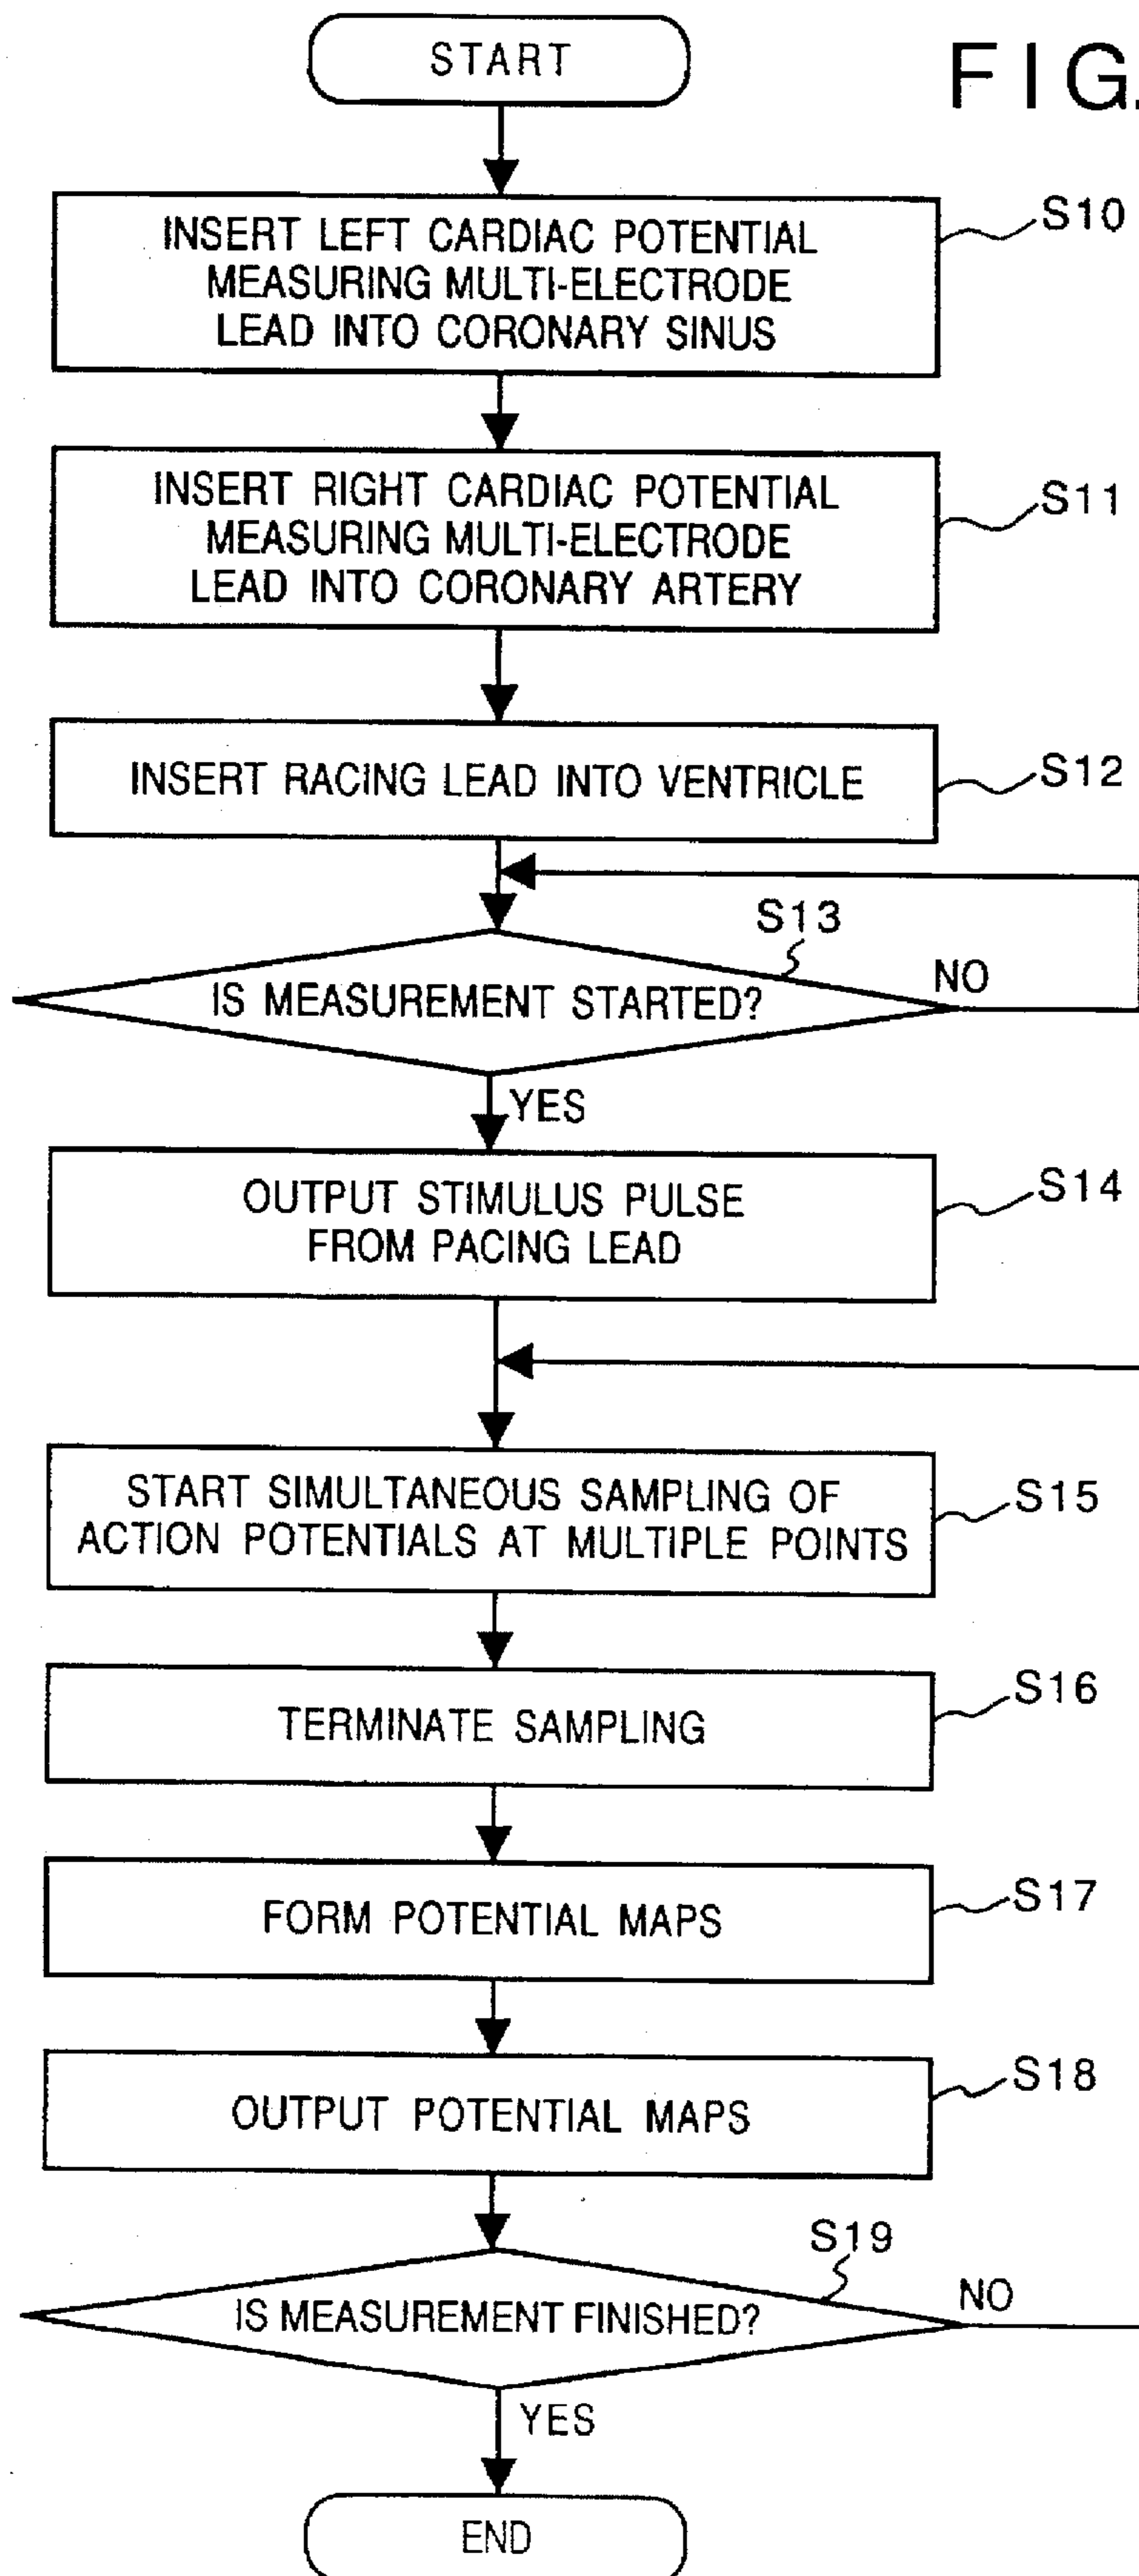 START
FIG.
INSERT LEFT CARDIAC POTENTIAL
MEASURING MULTI-ELECTRODE
LEAD INTO CORONARY SINUS
S10
INSERT RIGHT CARDIAC POTENTIAL
MEASURING MULTI-ELECTRODE
LEAD INTO CORONARY ARTERY
S11
INSERT RACING LEAD INTO VENTRICLE
S12
S13
IS MEASUREMENT STARTED?
NO
YES
OUTPUT STIMULUS PULSE
FROM PACING LEAD
S14
START SIMULTANEOUS SAMPLING OF
ACTION POTENTIALS AT MULTIPLE POINTS
S15
TERMINATE SAMPLING
S16
FORM POTENTIAL MAPS
S17
OUTPUT POTENTIAL MAPS
S18
S19
IS MEASUREMENT FINISHED?
NO
YES
END